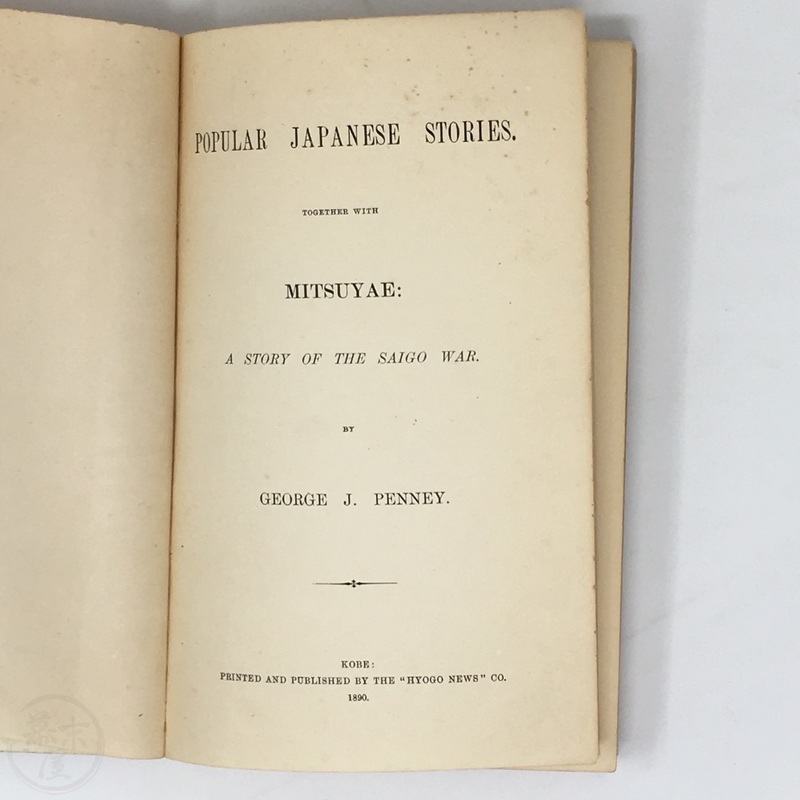 POPULAR JAPANESE STORIES.
TOGETHER WITH
MITSUYAE:
A STORY OF THE SAIGO WAR.
BY
GEORGE J. PENNEY.
KOBE:
PRINTED AND PUBLISHED BY THE "HYOGO NEWS" CO.
1890.